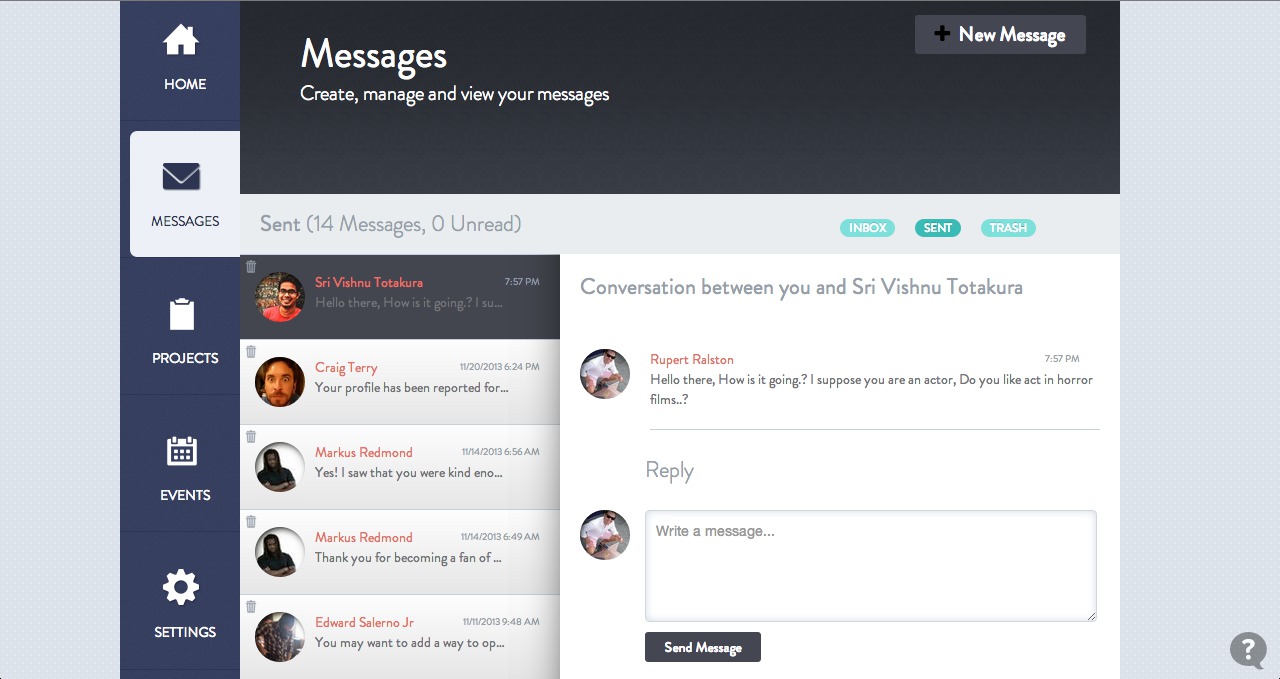 HOME
MESSAGES
PROJECTS
EVENTS
SETTINGS
Messages
Create, manage and view your messages
New Message
Sent (14 Messages, 0 Unread)
INBOX
SENT
TRASH
Sri Vishnu Totakura 7:57 PM
Hello there, How is it going.? I su...
Craig Terry 11/20/2013 6:24 PM
Your profile has been reported for...
Markus Redmond 11/14/2013 6:56 AM
Yes! I saw that you were kind eno...
Markus Redmond 11/14/2013 6:49 AM
Thank you for becoming a fan of ...
Edward Salerno Jr 11/11/2013 9:48 AM
You may want to add a way to op...
Conversation between you and Sri Vishnu Totakura
Rupert Ralston 7:57 PM
Hello there, How is it going.? I suppose you are an actor, Do you like act in horror
films..?
Reply
Write a message...
Send Message
?